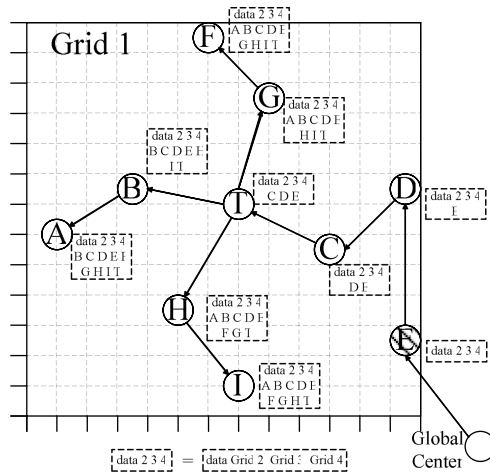 Grid 1
F
data 2 3 4
A B C D E
G H I T
G
data 2 3 4
A B C D E
H I T
data 2 3 4
B C D E F
I T
B
T
data 2 3 4
C D E
D
data 2 3 4
E
A
data 2 3 4
B C D E F
G H I T
C
data 2 3 4
D E
H
data 2 3 4
A B C D E
F G T
E
data 2 3 4
I
data 2 3 4
A B C D E
F G H T
Global
Center
data 2 3 4 = data Grid 2 Grid 3 Grid 4